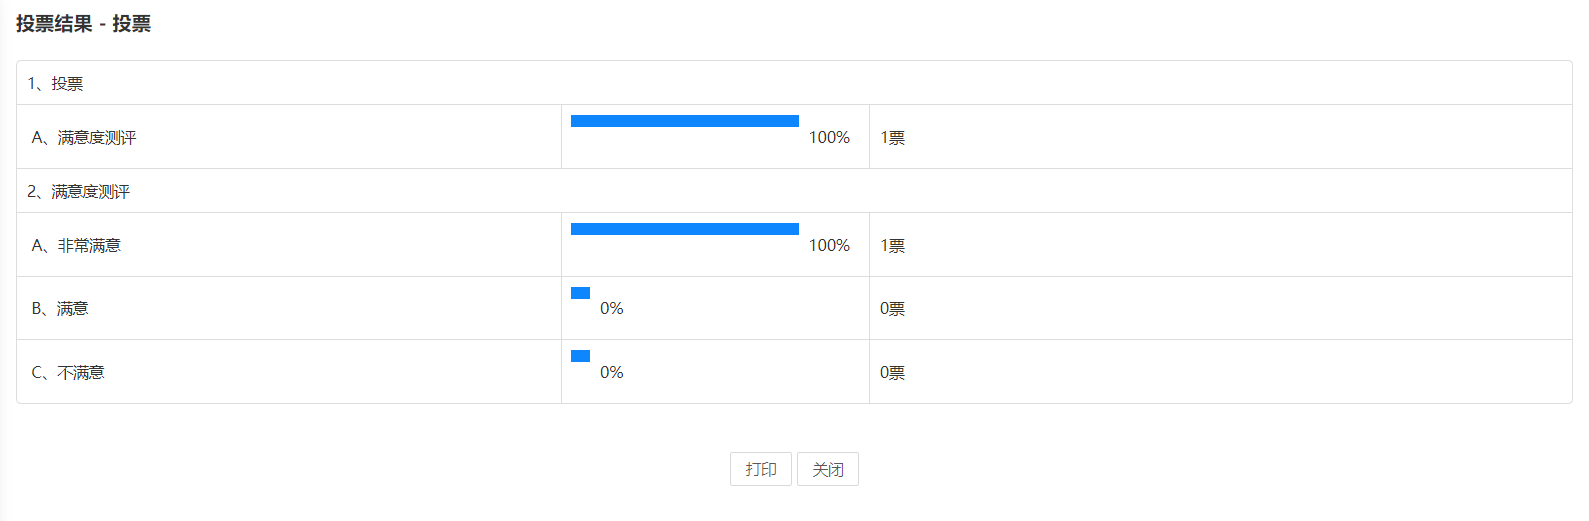 投票结果 - 投票
1、投票
A、满意度测评 100% 1票
2、满意度测评
A、非常满意 100% 1票
B、满意 0% 0票
C、不满意 0% 0票
打印 关闭